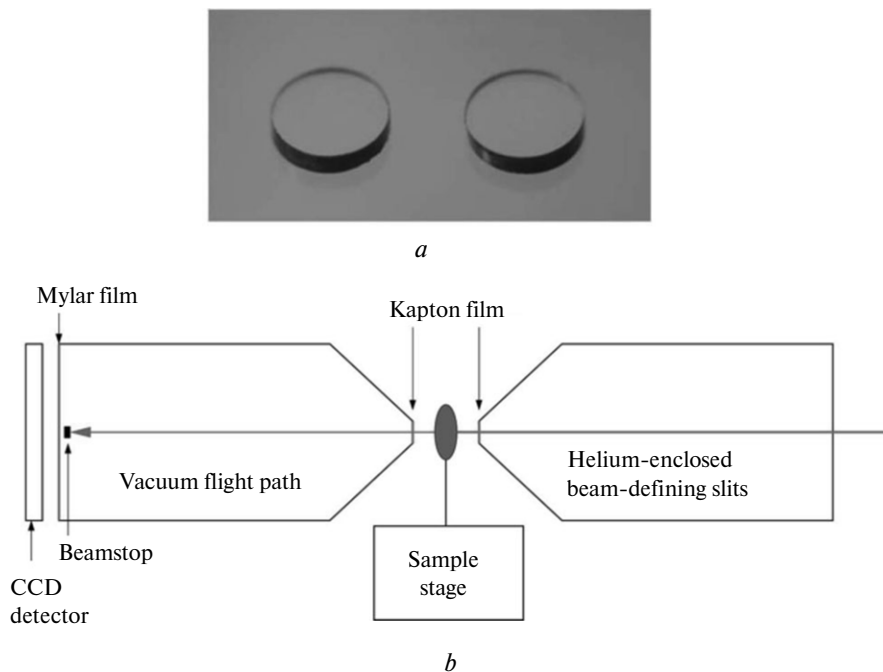 a
Mylar film
Kapton film
Vacuum flight path
Helium-enclosed
beam-defining slits
Beamstop
Sample
stage
CCD
detector
b